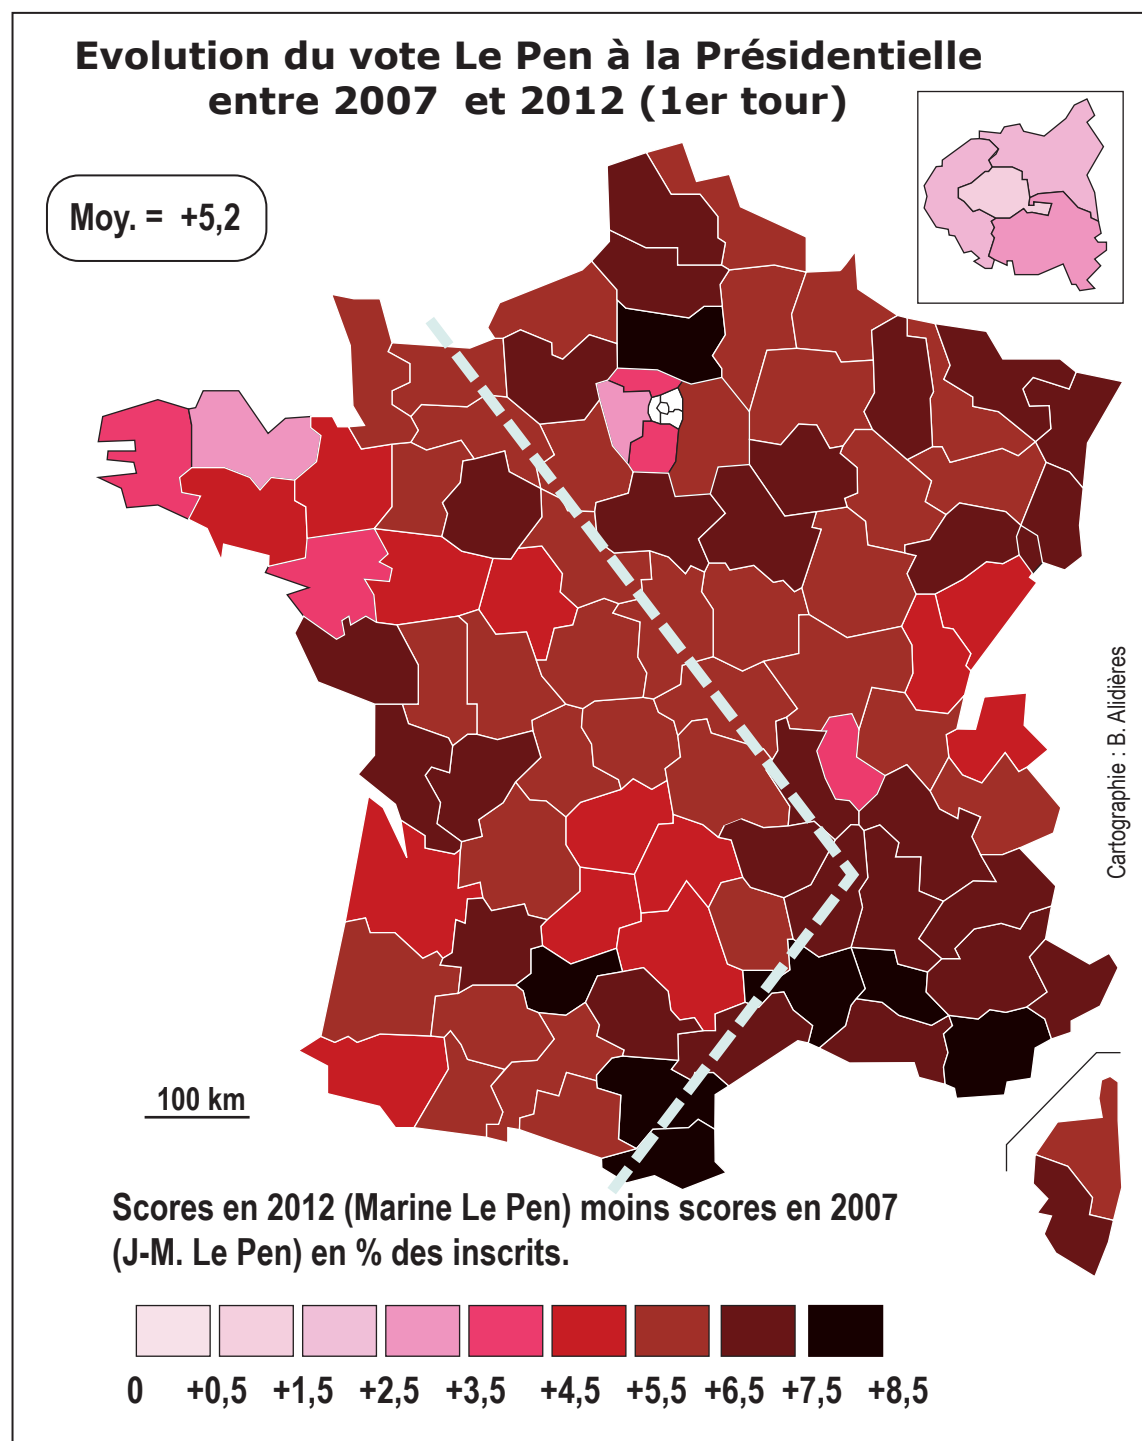 Evolution du vote Le Pen à la Présidentielle
entre 2007 et 2012 (1er tour)
Moy. = +5,2
Cartographie : B. Alidières
100 km
Scores en 2012 (Marine Le Pen) moins scores en 2007
(J-M. Le Pen) en % des inscrits.
0 +0,5 +1,5 +2,5 +3,5 +4,5 +5,5 +6,5 +7,5 +8,5